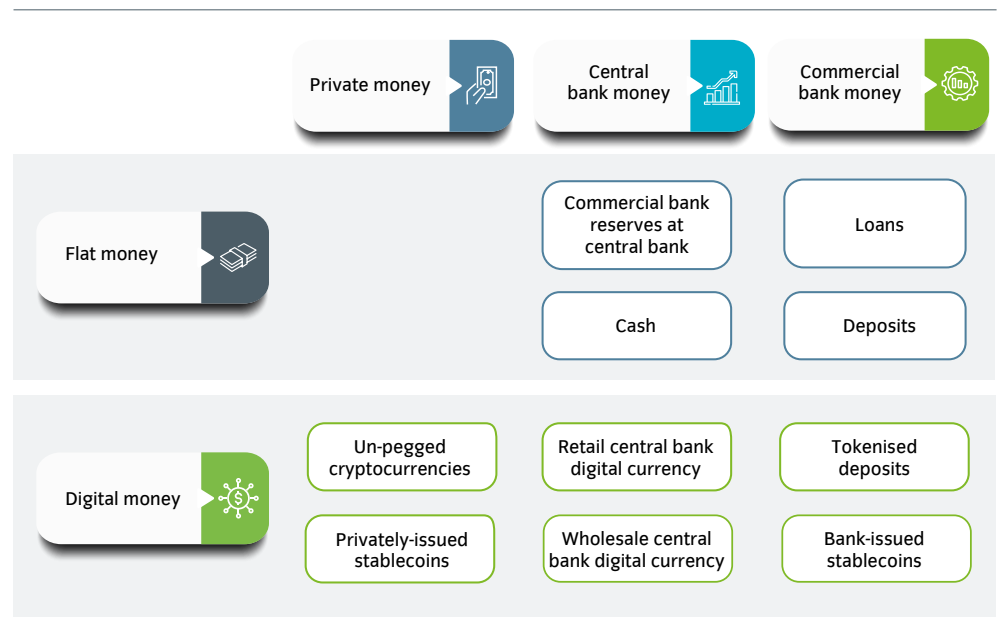 Private money
Central
bank money
Commercial
bank money
Flat money
Commercial bank
reserves at
central bank
Loans
Cash
Deposits
Digital money
Un-pegged
cryptocurrencies
Retail central bank
digital currency
Tokenised
deposits
Privately-issued
stablecoins
Wholesale central
bank digital currency
Bank-issued
stablecoins